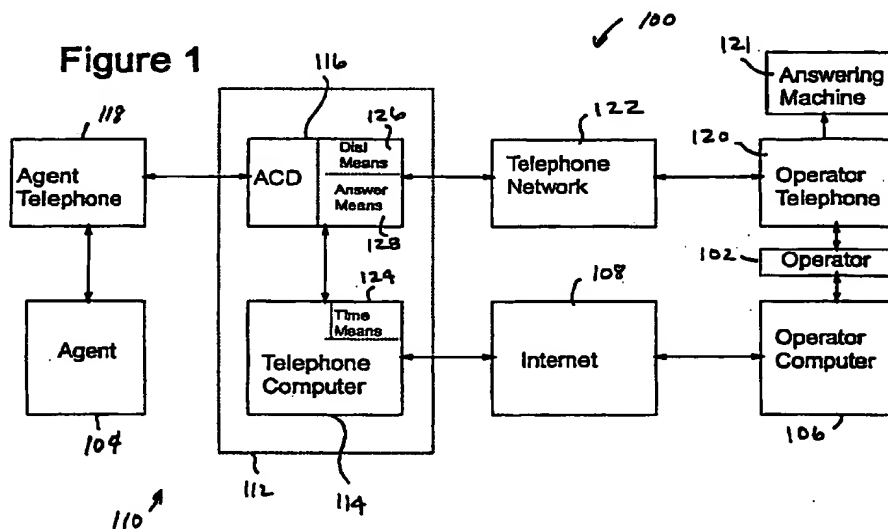 Figure 1
100
121
Answering
Machine
116
118
126
122
120
Agent
Telephone
ACD
Dial
Means
Answer
Means
128
Telephone
Network
Operator
Telephone
102
Operator
124
108
Agent
Time
Means
Telephone
Computer
Internet
Operator
Computer
104
112
114
106
110